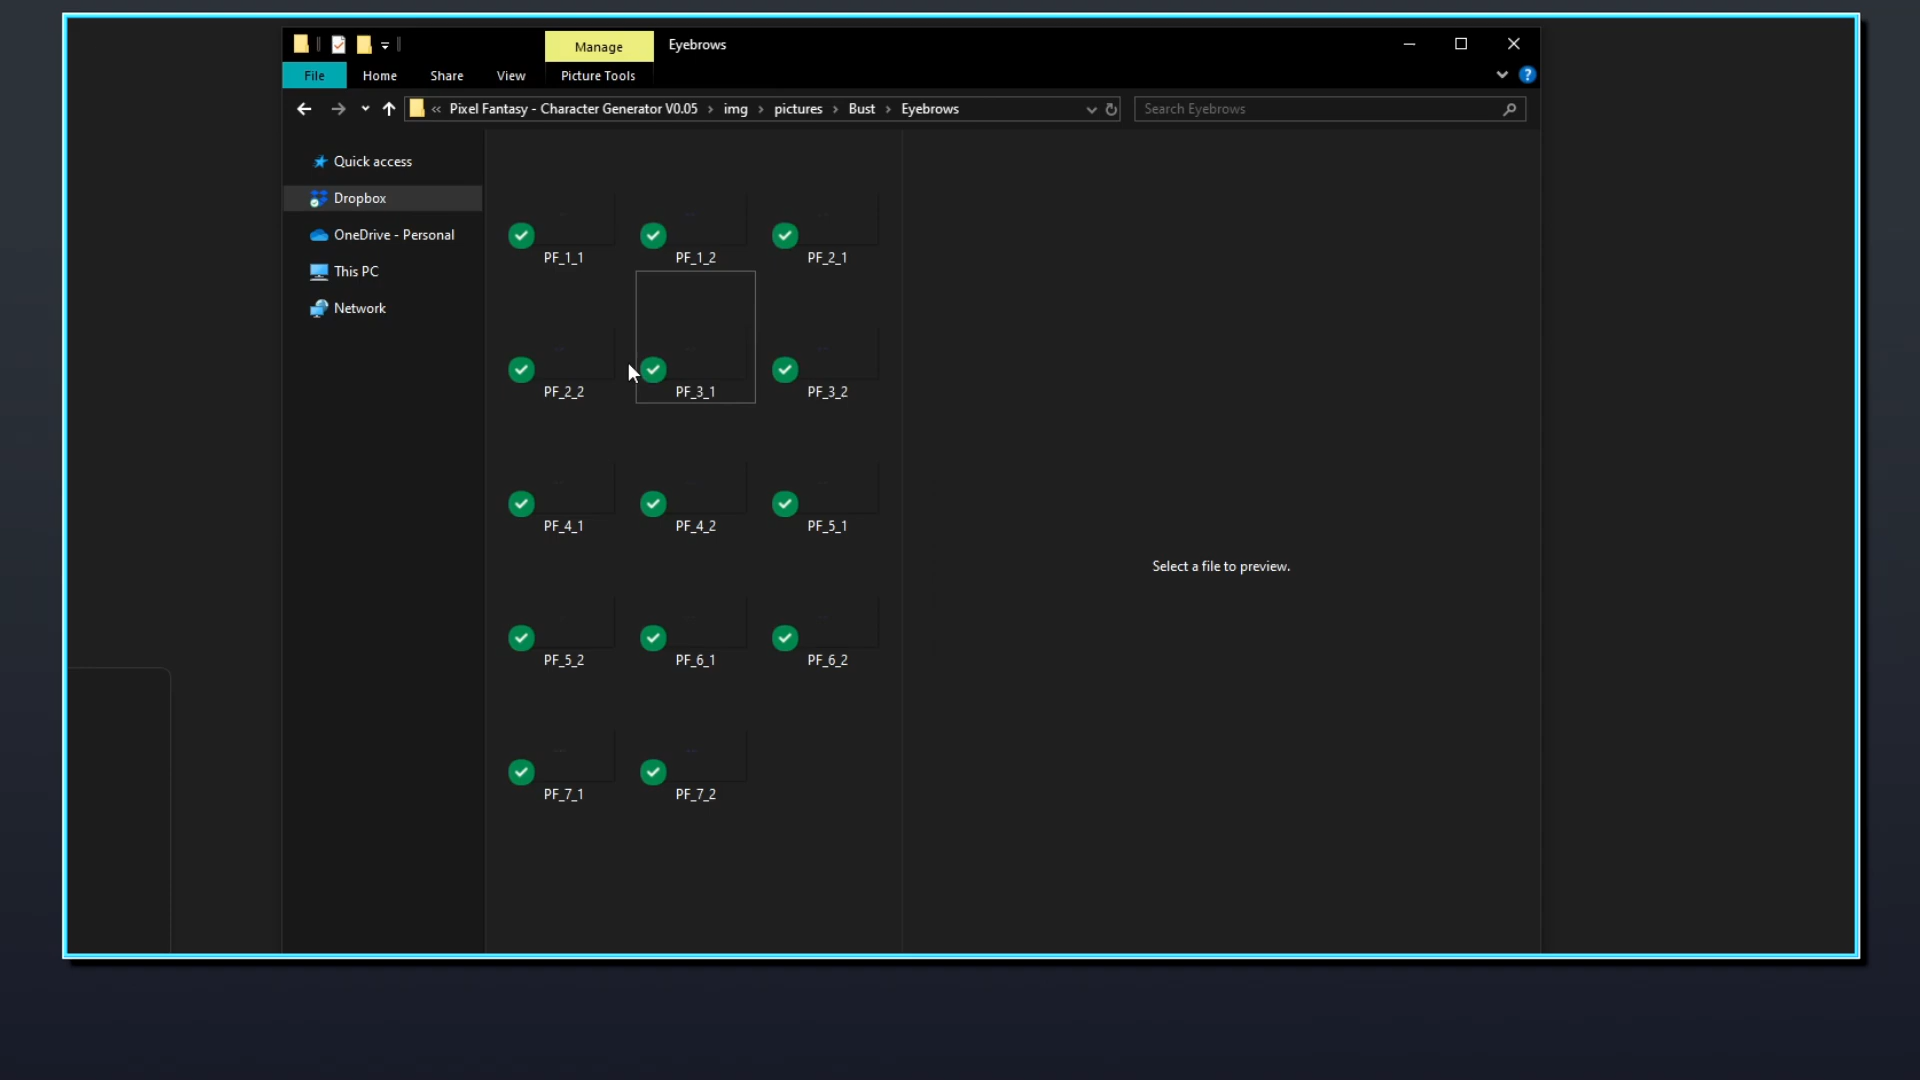 Manage
Eyebrows
File
Home
Share
View
Picture Tools
?
« Pixel Fantasy - Character Generator V0.05 › img › pictures › Bust › Eyebrows
Search Eyebrows
Quick access
Dropbox
OneDrive - Personal
This PC
Network
PF_1_1
PF_1_2
PF_2_1
PF_2_2
PF_3_1
PF_3_2
PF_4_1
PF_4_2
PF_5_1
PF_5_2
PF_6_1
PF_6_2
PF_7_1
PF_7_2
Select a file to preview.